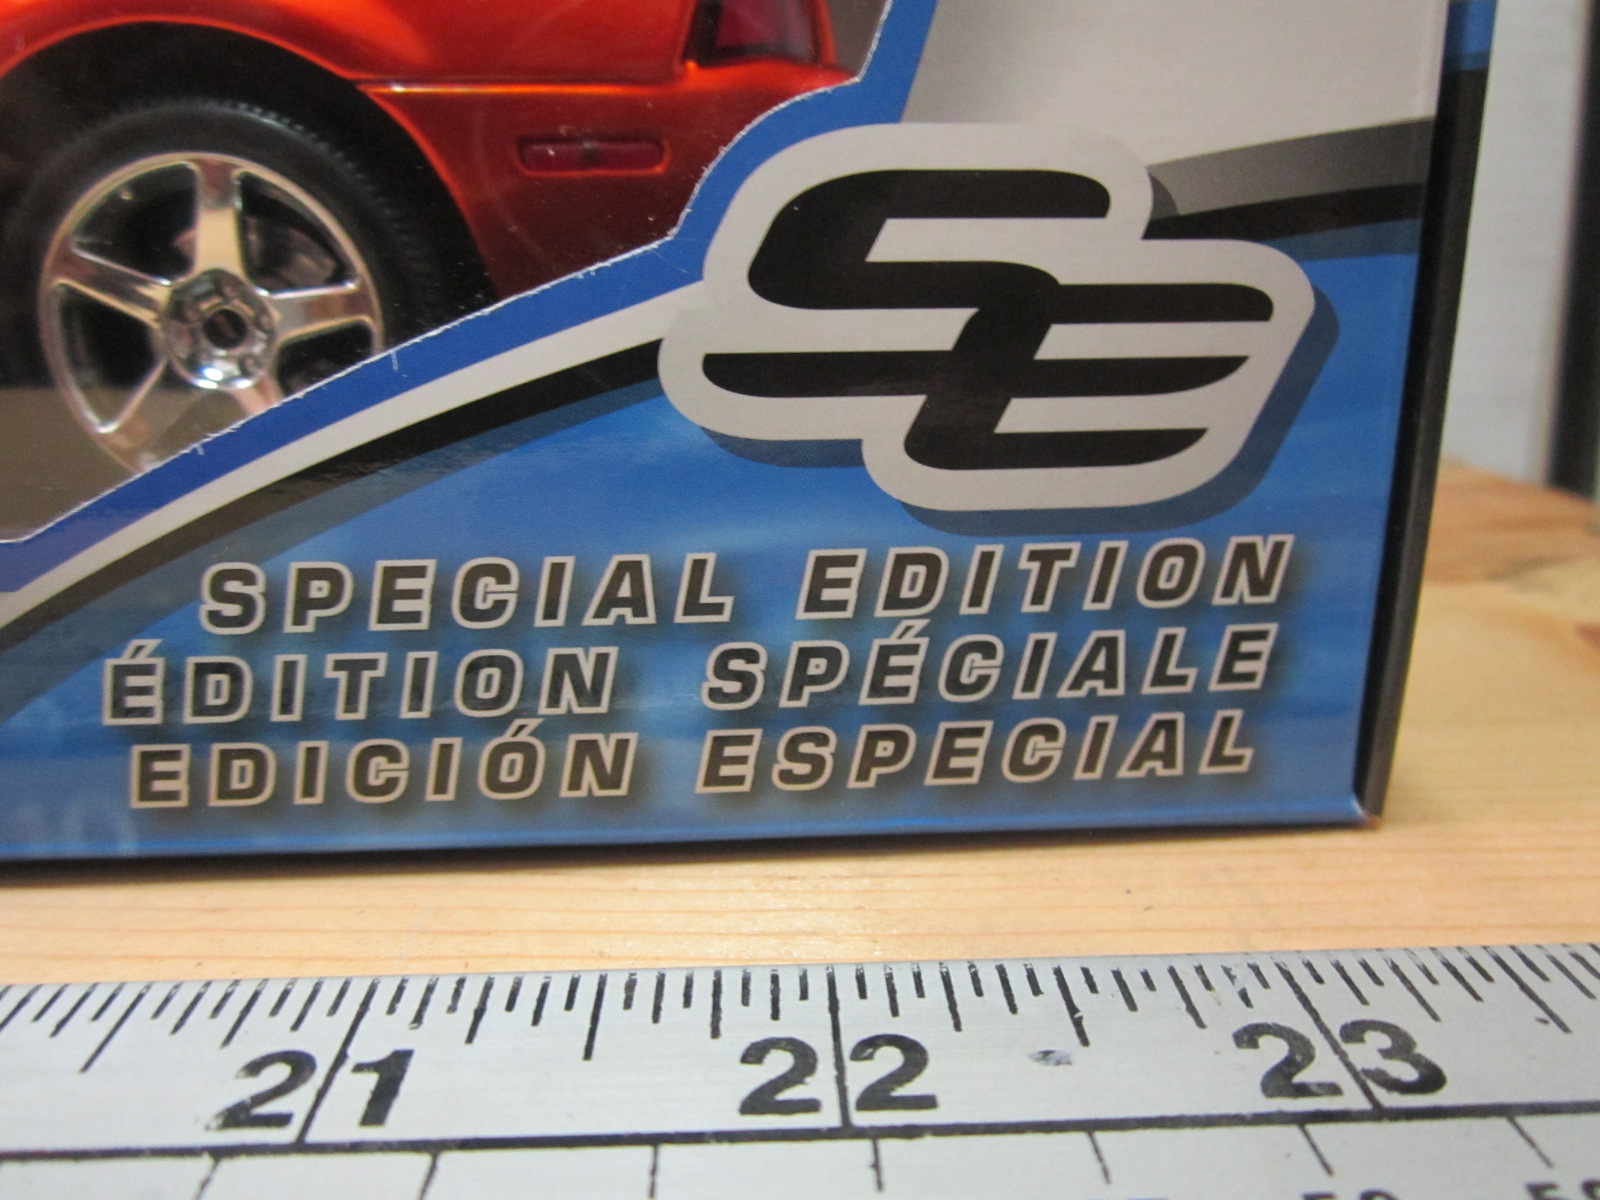 SE
SPECIAL EDITION
ÉDITION SPÉCIALE
EDICIÓN ESPECIAL
21 22 23